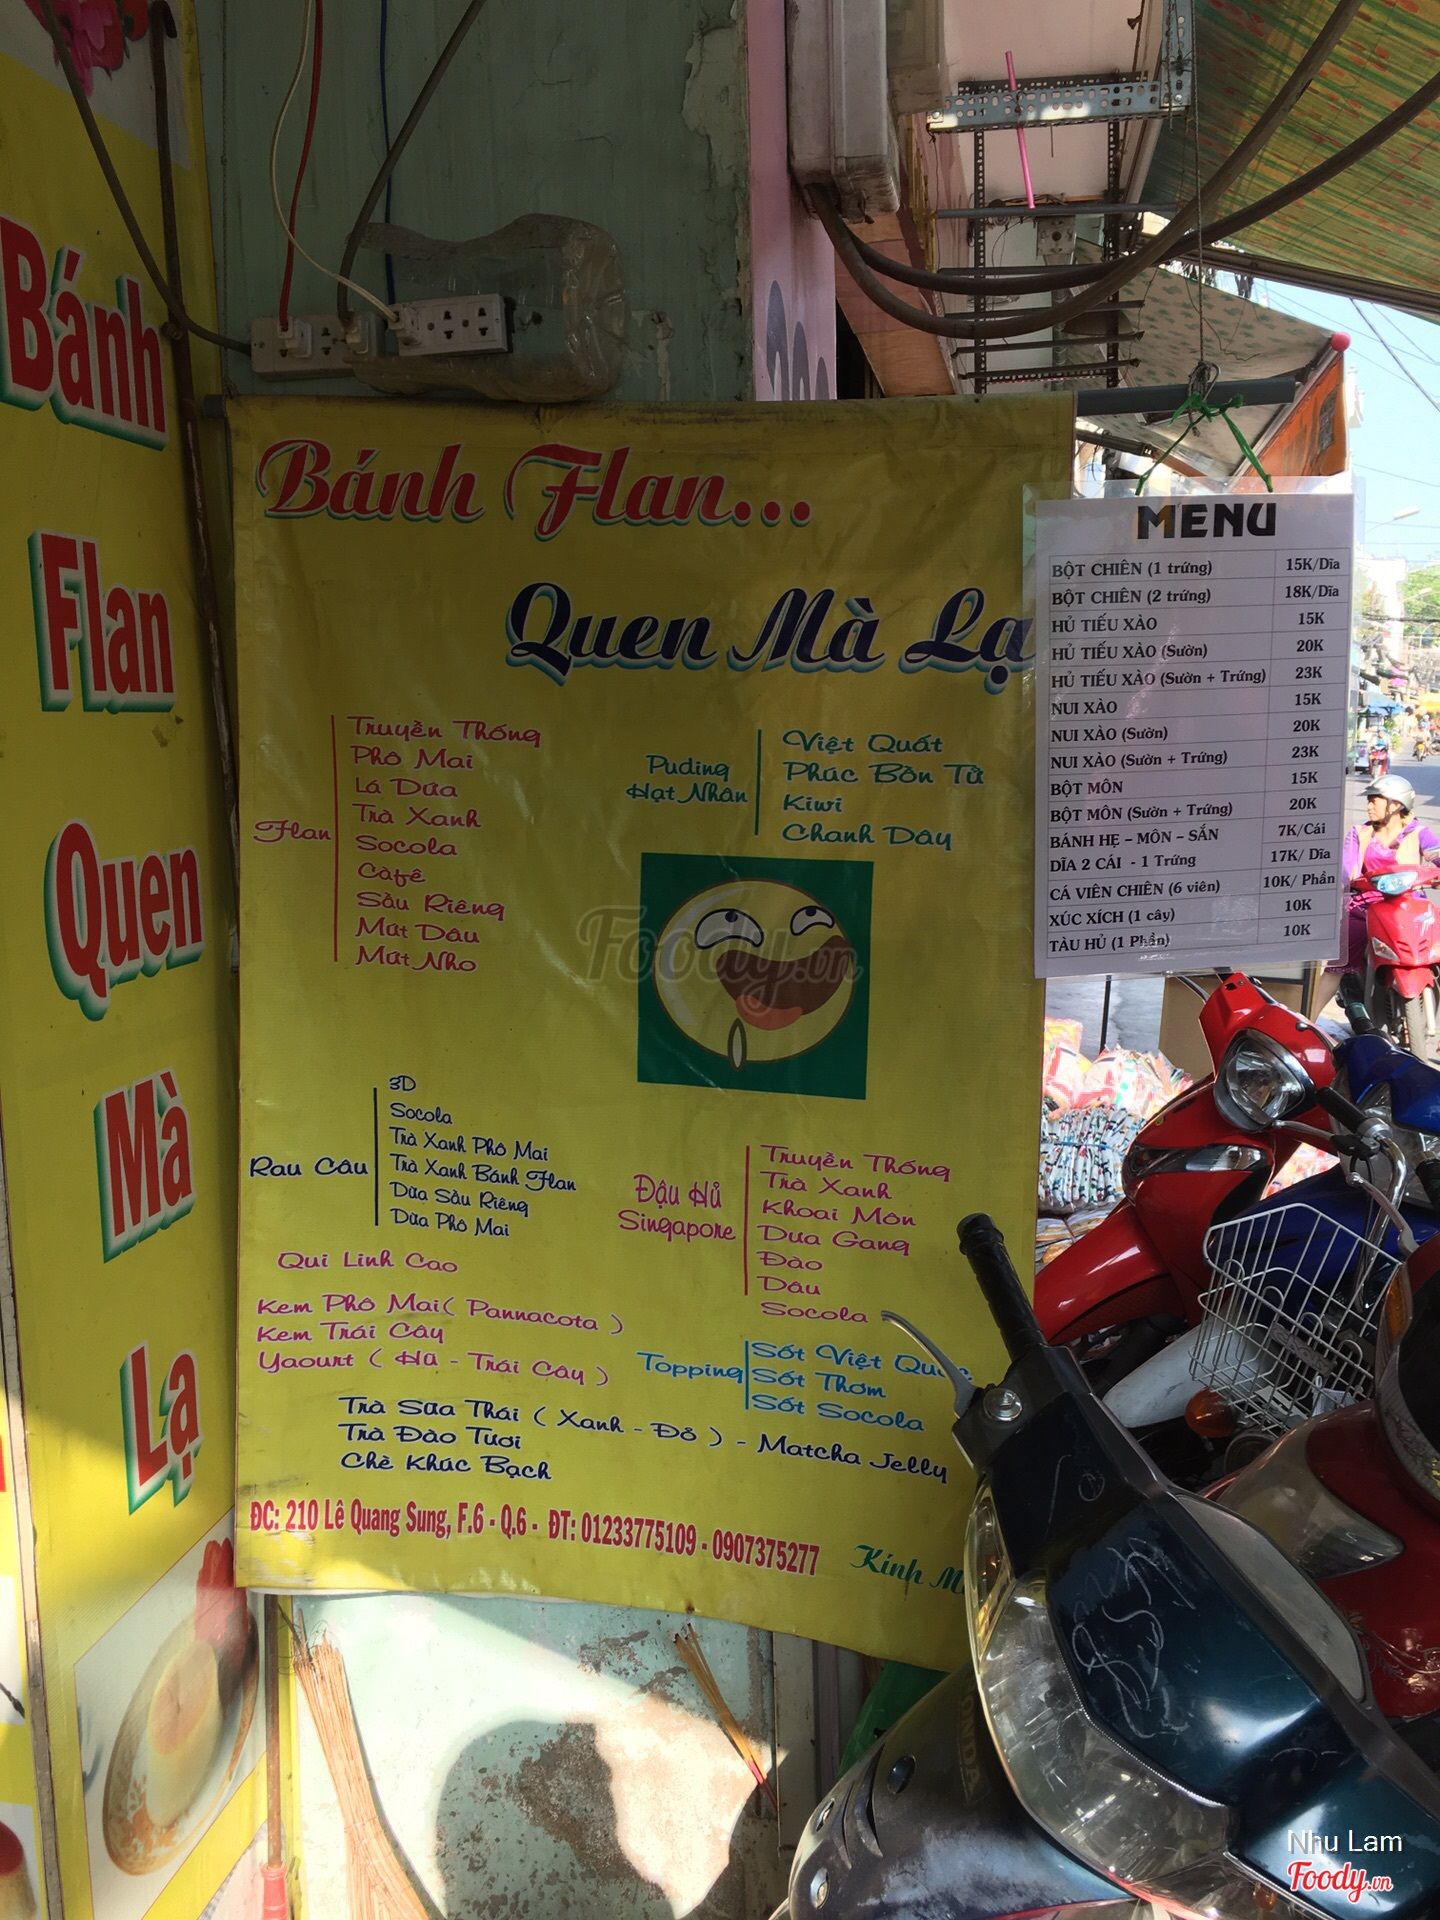 Bánh
Flan
Quen
Mà
Lạ
Bánh Flan...
Quen Mà Lạ
Flan
Truyền Thống
Phô Mai
Lá Dứa
Trà Xanh
Socola
Càfê
Sầu Riêng
Mứt Dâu
Mứt Nho
Puding
Hạt Nhân
Việt Quất
Phúc Bồn Tử
Kiwi
Chanh Dây
Rau Câu
3D
Socola
Trà Xanh Phô Mai
Trà Xanh Bánh Flan
Dừa Sầu Riêng
Dừa Phô Mai
Đậu Hủ
Singapore
Truyền Thống
Trà Xanh
Khoai Môn
Dưa Gang
Đào
Dâu
Socola
Qui Linh Cao
Kem Phô Mai ( Pannacota )
Kem Trái Cây
Yaourt ( Hũ - Trái Cây )
Topping
Sốt Việt
Sốt Thơm
Sốt Socola
Trà Sữa Thái ( Xanh - Đỏ ) - Matcha Jelly
Trà Đào Tươi
Chè Khúc Bạch
ĐC: 210 Lê Quang Sung, F.6 - Q.6 - ĐT: 01233775109 - 0907375277
Kính
MENU
BỘT CHIÊN (1 trứng) 15K/Dĩa
BỘT CHIÊN (2 trứng) 18K/Dĩa
HỦ TIẾU XÀO 15K
HỦ TIẾU XÀO (Sườn) 20K
HỦ TIẾU XÀO (Sườn + Trứng) 23K
NUI XÀO 15K
NUI XÀO (Sườn) 20K
NUI XÀO (Sườn + Trứng) 23K
BỘT MÔN 15K
BỘT MÔN (Sườn + Trứng) 20K
BÁNH HẸ – MÔN – SẮN 7K/Cái
DĨA 2 CÁI - 1 Trứng 17K/ Dĩa
CÁ VIÊN CHIÊN (6 viên) 10K/ Phần
XÚC XÍCH (1 cây) 10K
TÀU HỦ (1 Phần) 10K
Foody.vn
Nhu Lam
Foody.vn